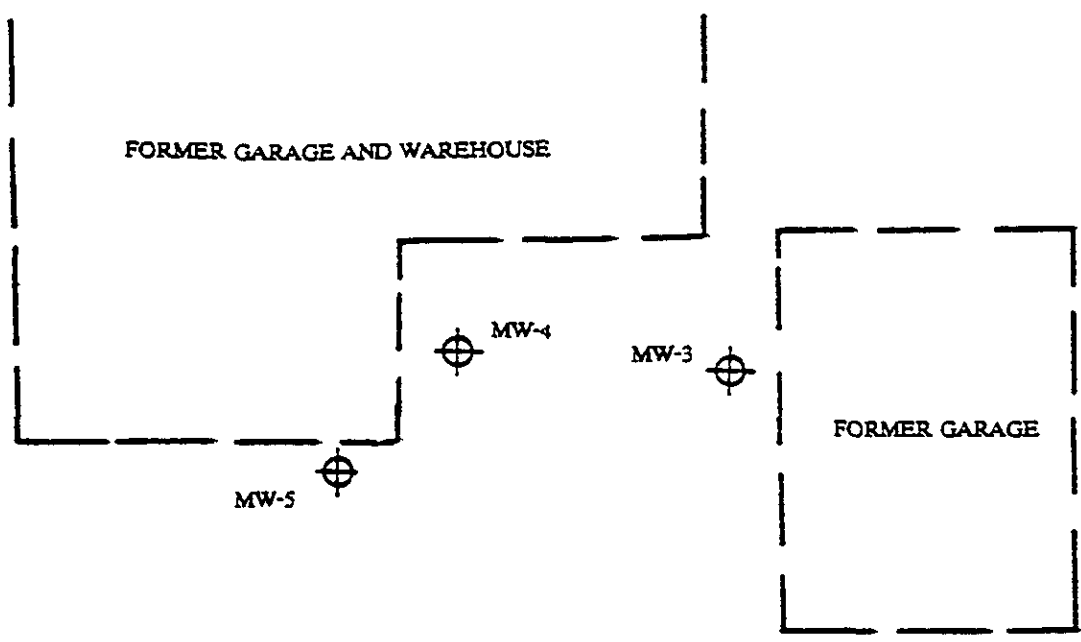 FORMER GARAGE AND WAREHOUSE
MW-4
MW-3
FORMER GARAGE
MW-5